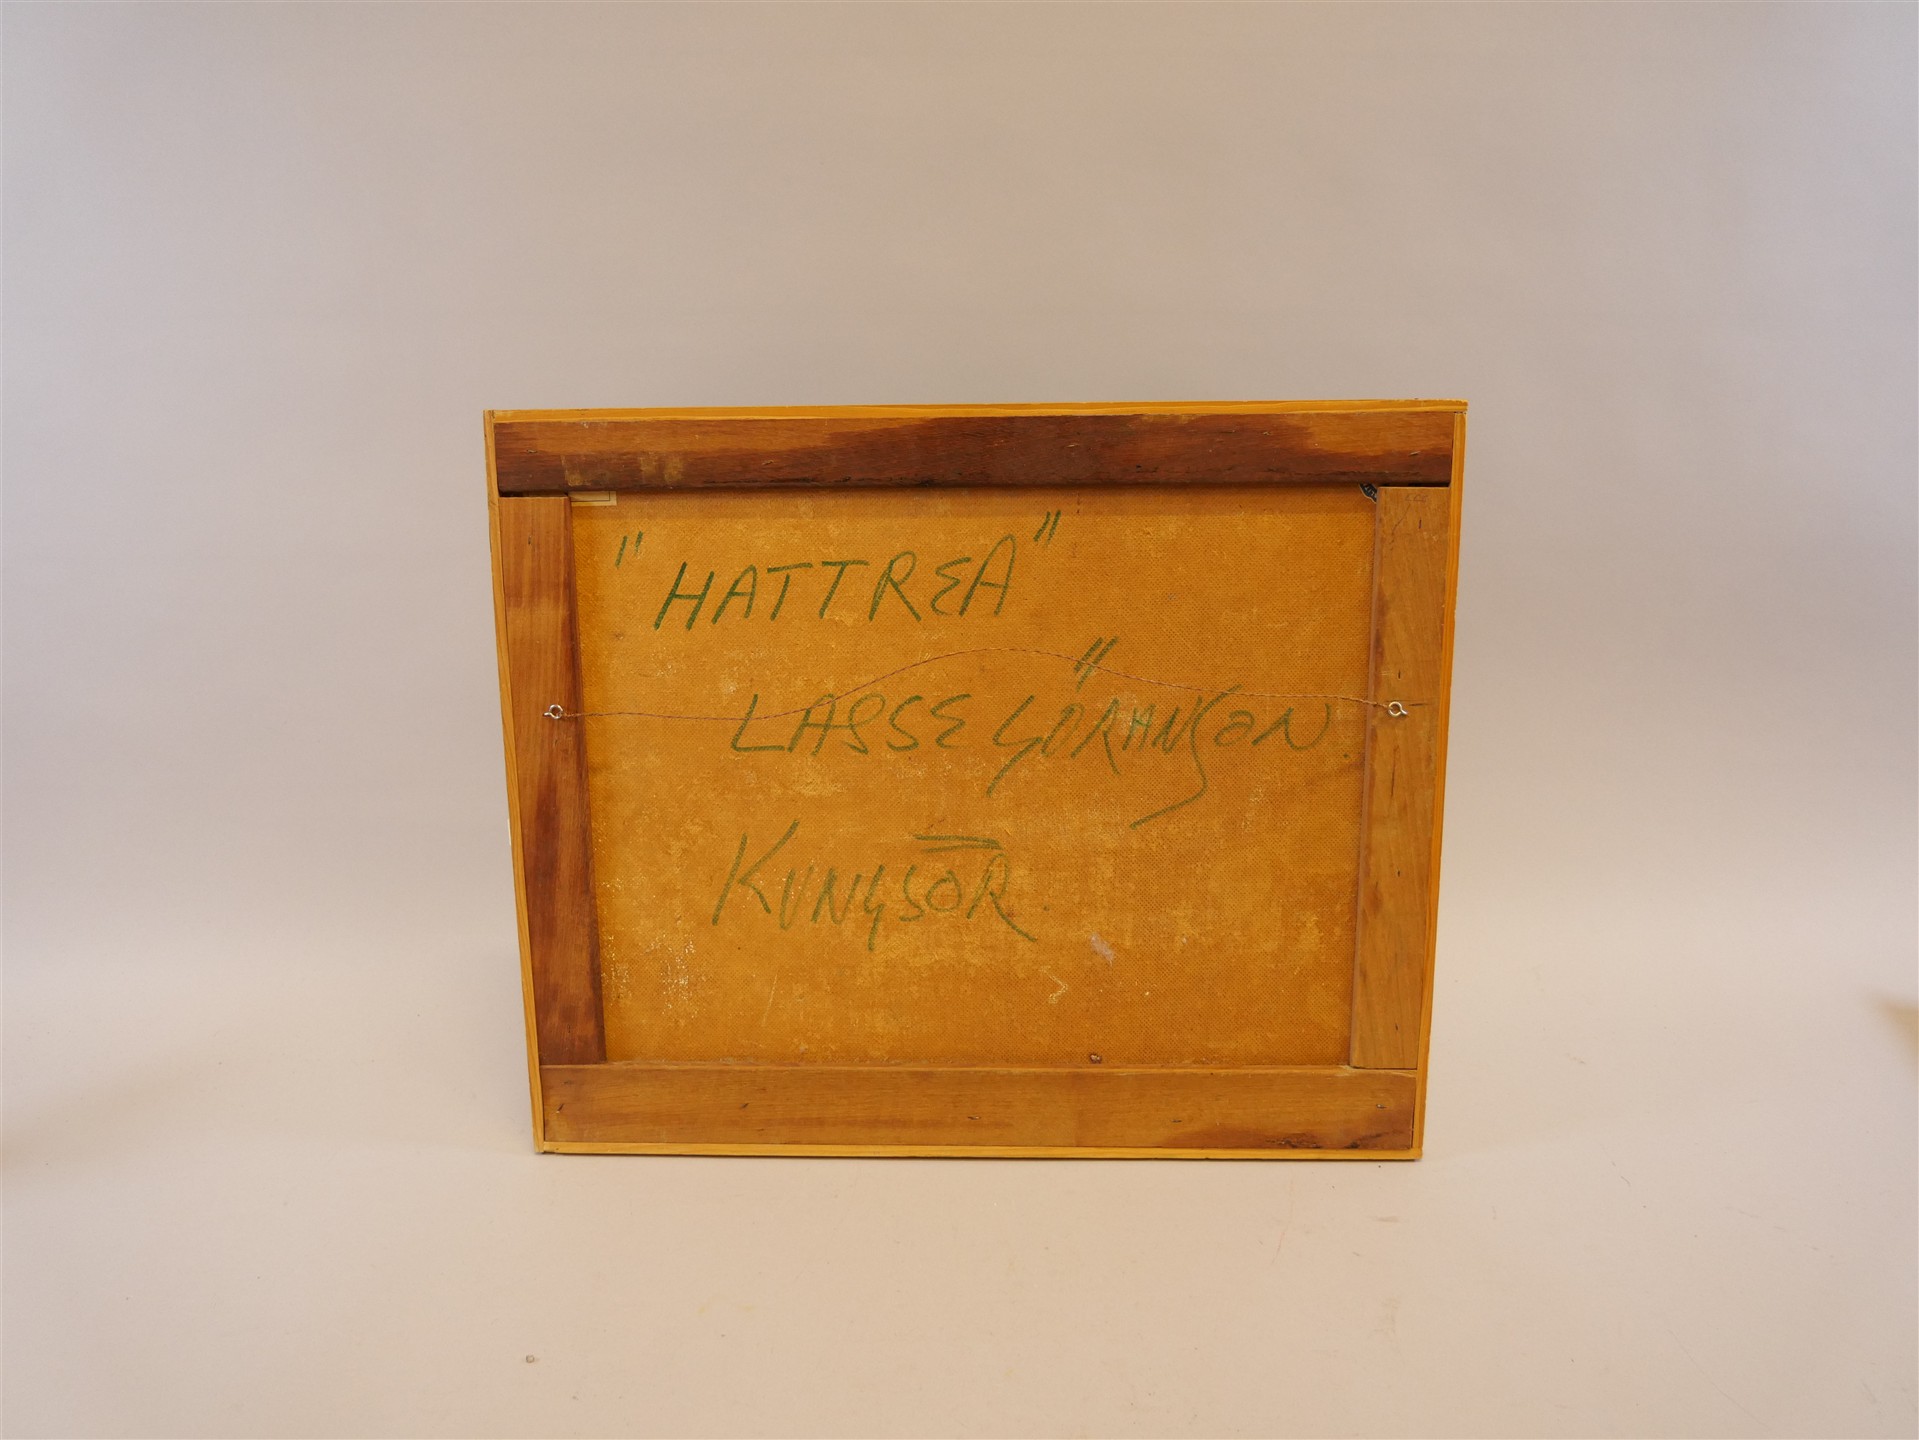 "HATTREA"
LASSE GÖRANSON
KUNGSÖR.